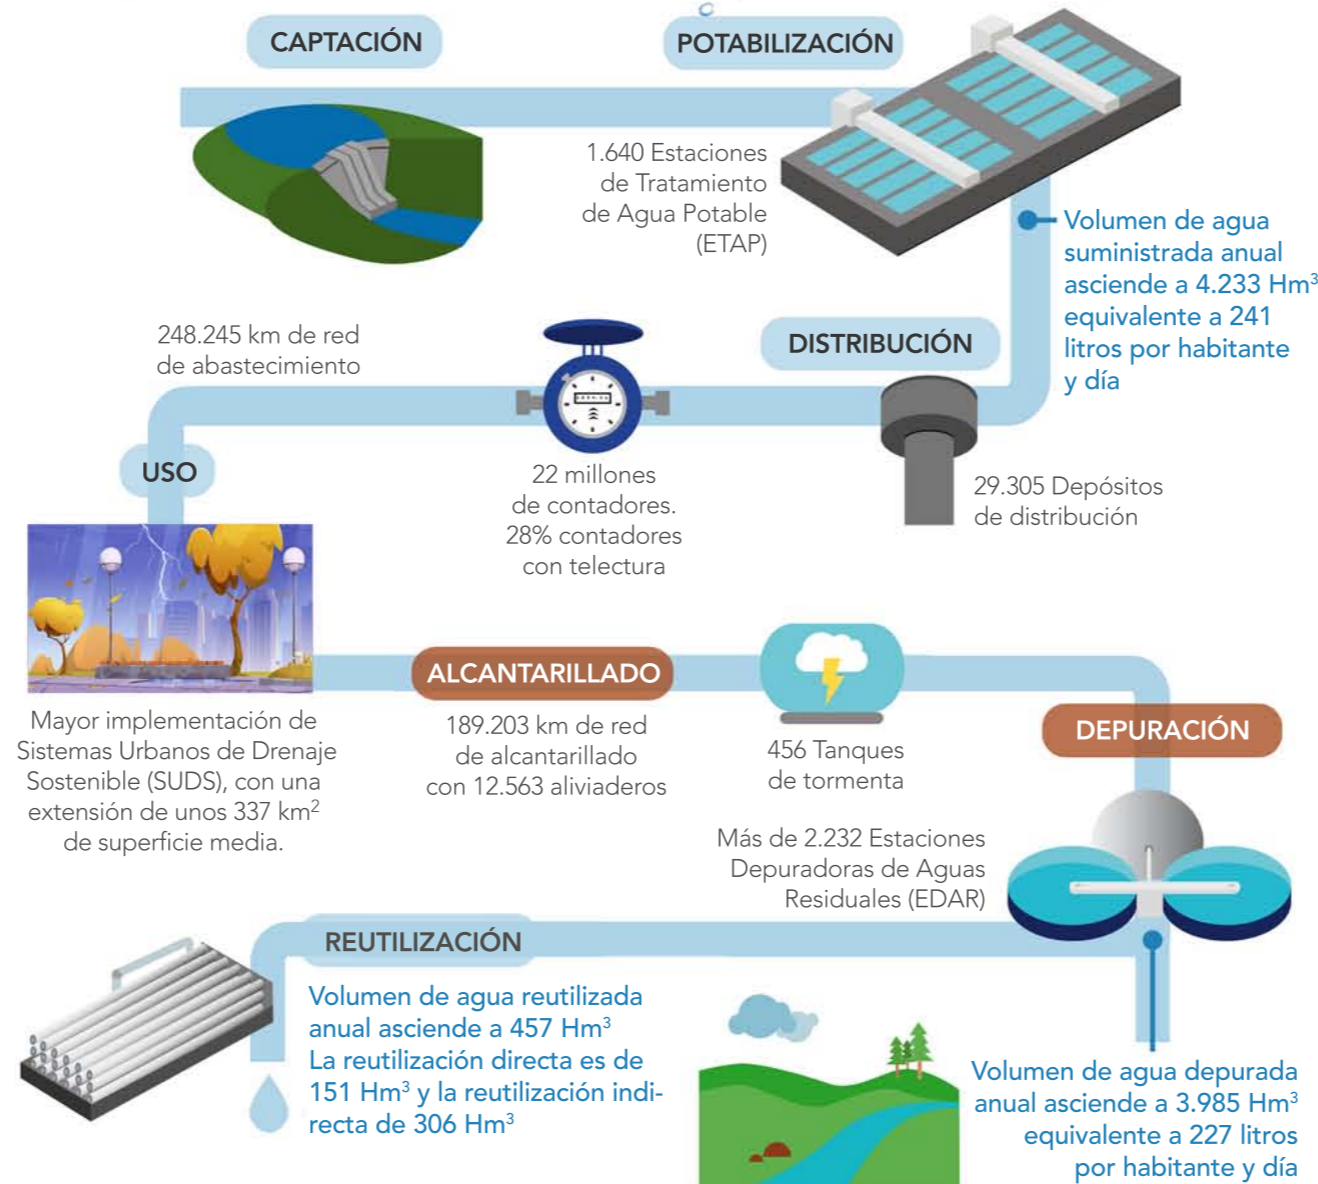 CAPTACIÓN
POTABILIZACIÓN
1.640 Estaciones
de Tratamiento
de Agua Potable
(ETAP)
Volumen de agua
suministrada anual
asciende a 4.233 Hm³
equivalente a 241
litros por habitante
y día
DISTRIBUCIÓN
248.245 km de red
de abastecimiento
22 millones
de contadores.
28% contadores
con telectura
29.305 Depósitos
de distribución
USO
Mayor implementación de
Sistemas Urbanos de Drenaje
Sostenible (SUDS), con una
extensión de unos 337 km²
de superficie media.
ALCANTARILLADO
189.203 km de red
de alcantarillado
con 12.563 aliviaderos
456 Tanques
de tormenta
DEPURACIÓN
Más de 2.232 Estaciones
Depuradoras de Aguas
Residuales (EDAR)
REUTILIZACIÓN
Volumen de agua reutilizada
anual asciende a 457 Hm³
La reutilización directa es de
151 Hm³ y la reutilización indi-
recta de 306 Hm³
Volumen de agua depurada
anual asciende a 3.985 Hm³
equivalente a 227 litros
por habitante y día